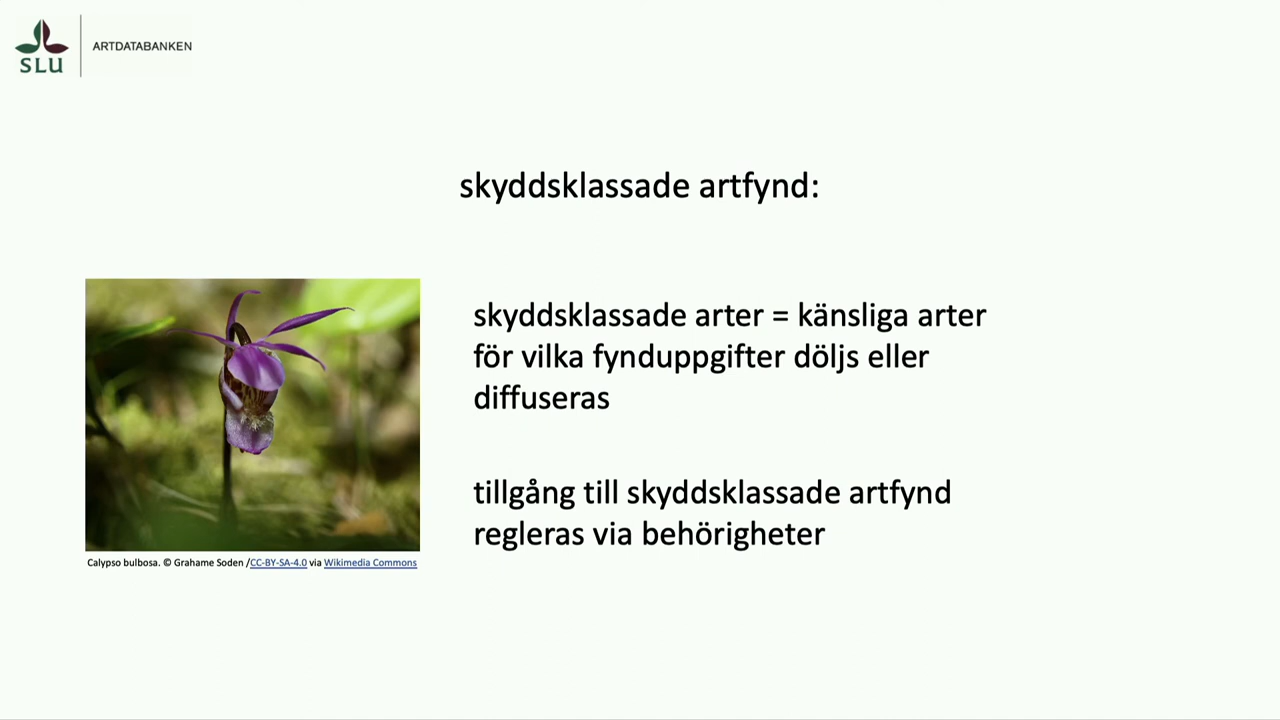 SLU
ARTDATABANKEN
skyddsklassade artfynd:
skyddsklassade arter = känsliga arter
för vilka fynduppgifter döljs eller
diffuseras
tillgång till skyddsklassade artfynd
regleras via behörigheter
Calypso bulbosa. © Grahame Soden /CC-BY-SA-4.0 via Wikimedia Commons